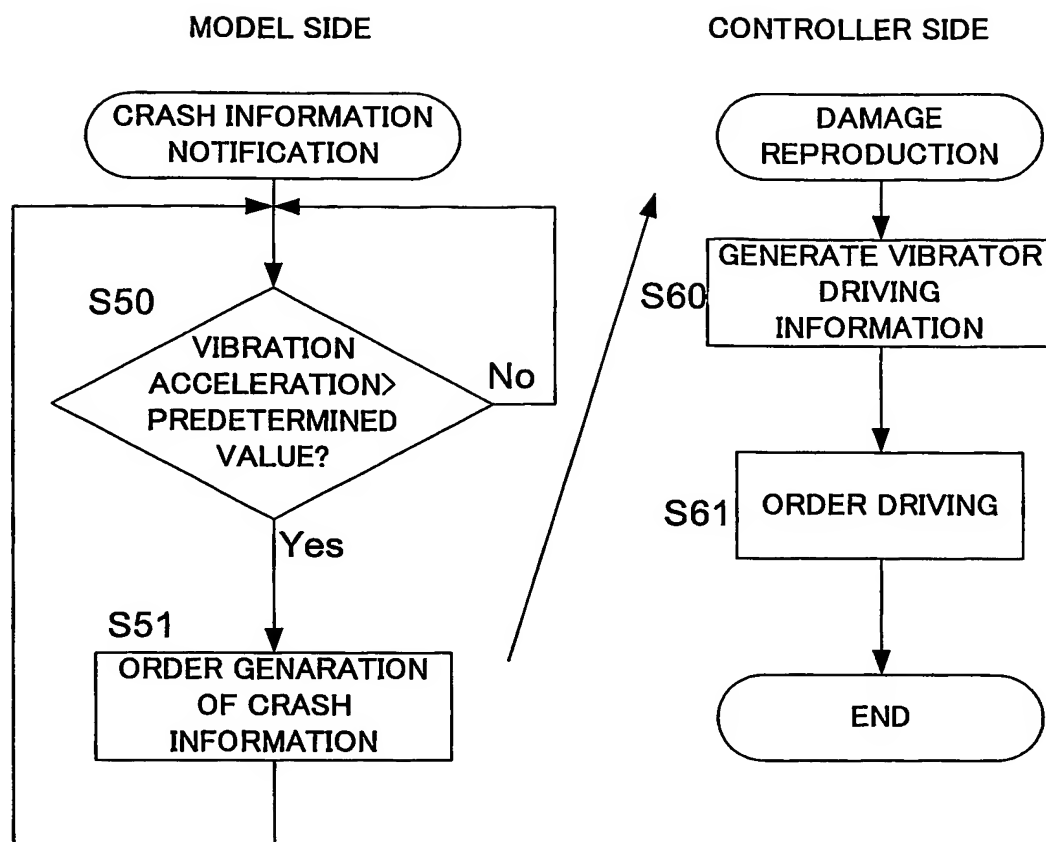 MODEL SIDE
CRASH INFORMATION
NOTIFICATION
S50
VIBRATION
ACCELERATION>
PREDETERMINED
VALUE?
No
Yes
S51
ORDER GENARATION
OF CRASH
INFORMATION
CONTROLLER SIDE
DAMAGE
REPRODUCTION
S60
GENERATE VIBRATOR
DRIVING
INFORMATION
S61
ORDER DRIVING
END